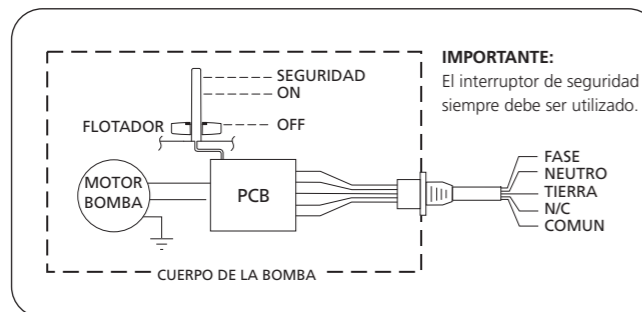 SEGURIDAD
ON
FLOTADOR
OFF
MOTOR
BOMBA
PCB
CUERPO DE LA BOMBA
IMPORTANTE:
El interruptor de seguridad
siempre debe ser utilizado.
FASE
NEUTRO
TIERRA
N/C
COMUN